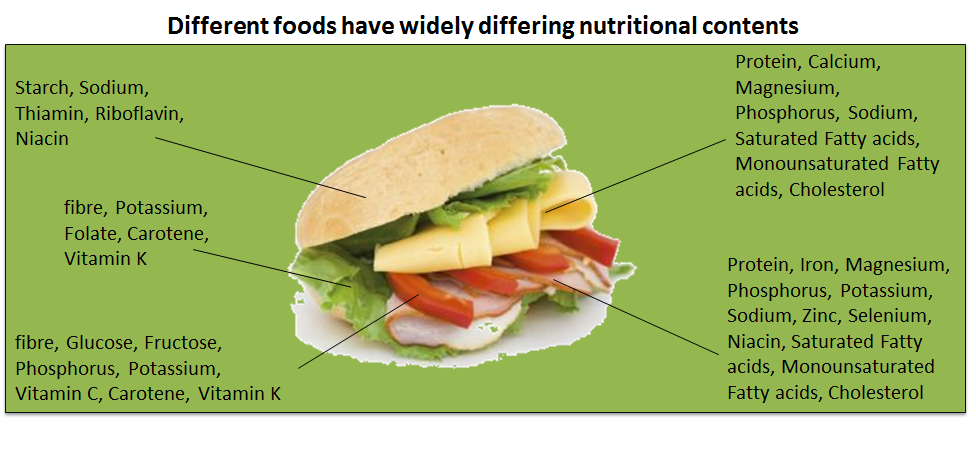 Different foods have widely differing nutritional contents
Starch, Sodium,
Thiamin, Riboflavin,
Niacin
fibre, Potassium,
Folate, Carotene,
Vitamin K
fibre, Glucose, Fructose,
Phosphorus, Potassium,
Vitamin C, Carotene, Vitamin K
Protein, Calcium,
Magnesium,
Phosphorus, Sodium,
Saturated Fatty acids,
Monounsaturated Fatty
acids, Cholesterol
Protein, Iron, Magnesium,
Phosphorus, Potassium,
Sodium, Zinc, Selenium,
Niacin, Saturated Fatty
acids, Monounsaturated
Fatty acids, Cholesterol